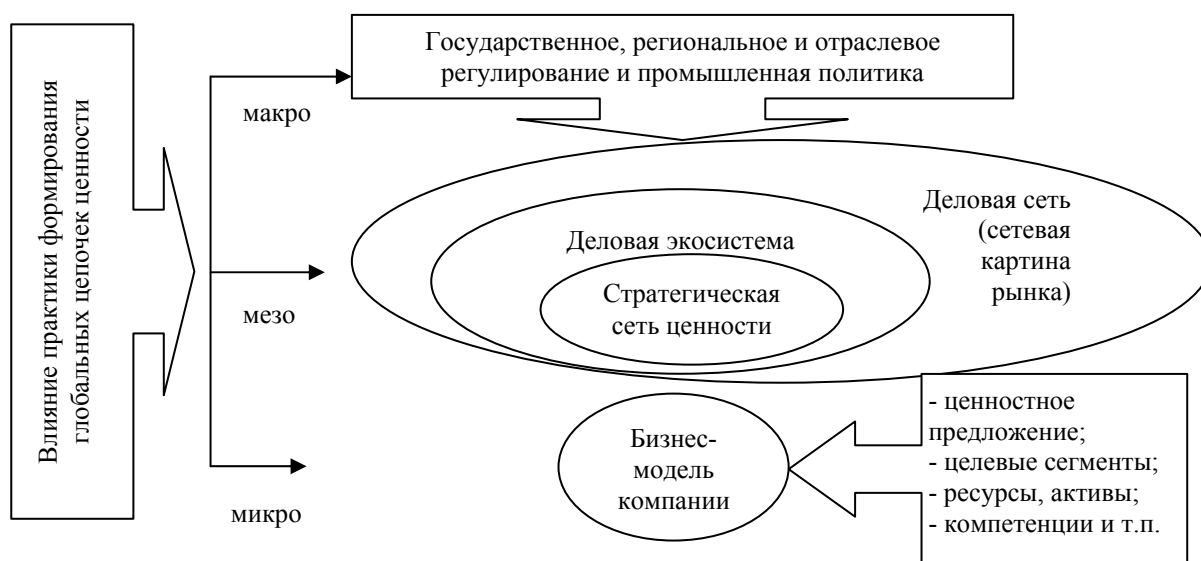 Влияние практики формирования
глобальных цепочек ценности
Государственное, региональное и отраслевое
регулирование и промышленная политика
макро
Деловая сеть
(сетевая
картина
рынка)
Деловая экосистема
Стратегическая
сеть ценности
мезо
Бизнес-
модель
компании
- ценностное
предложение;
- целевые сегменты;
- ресурсы, активы;
- компетенции и т.п.
микро